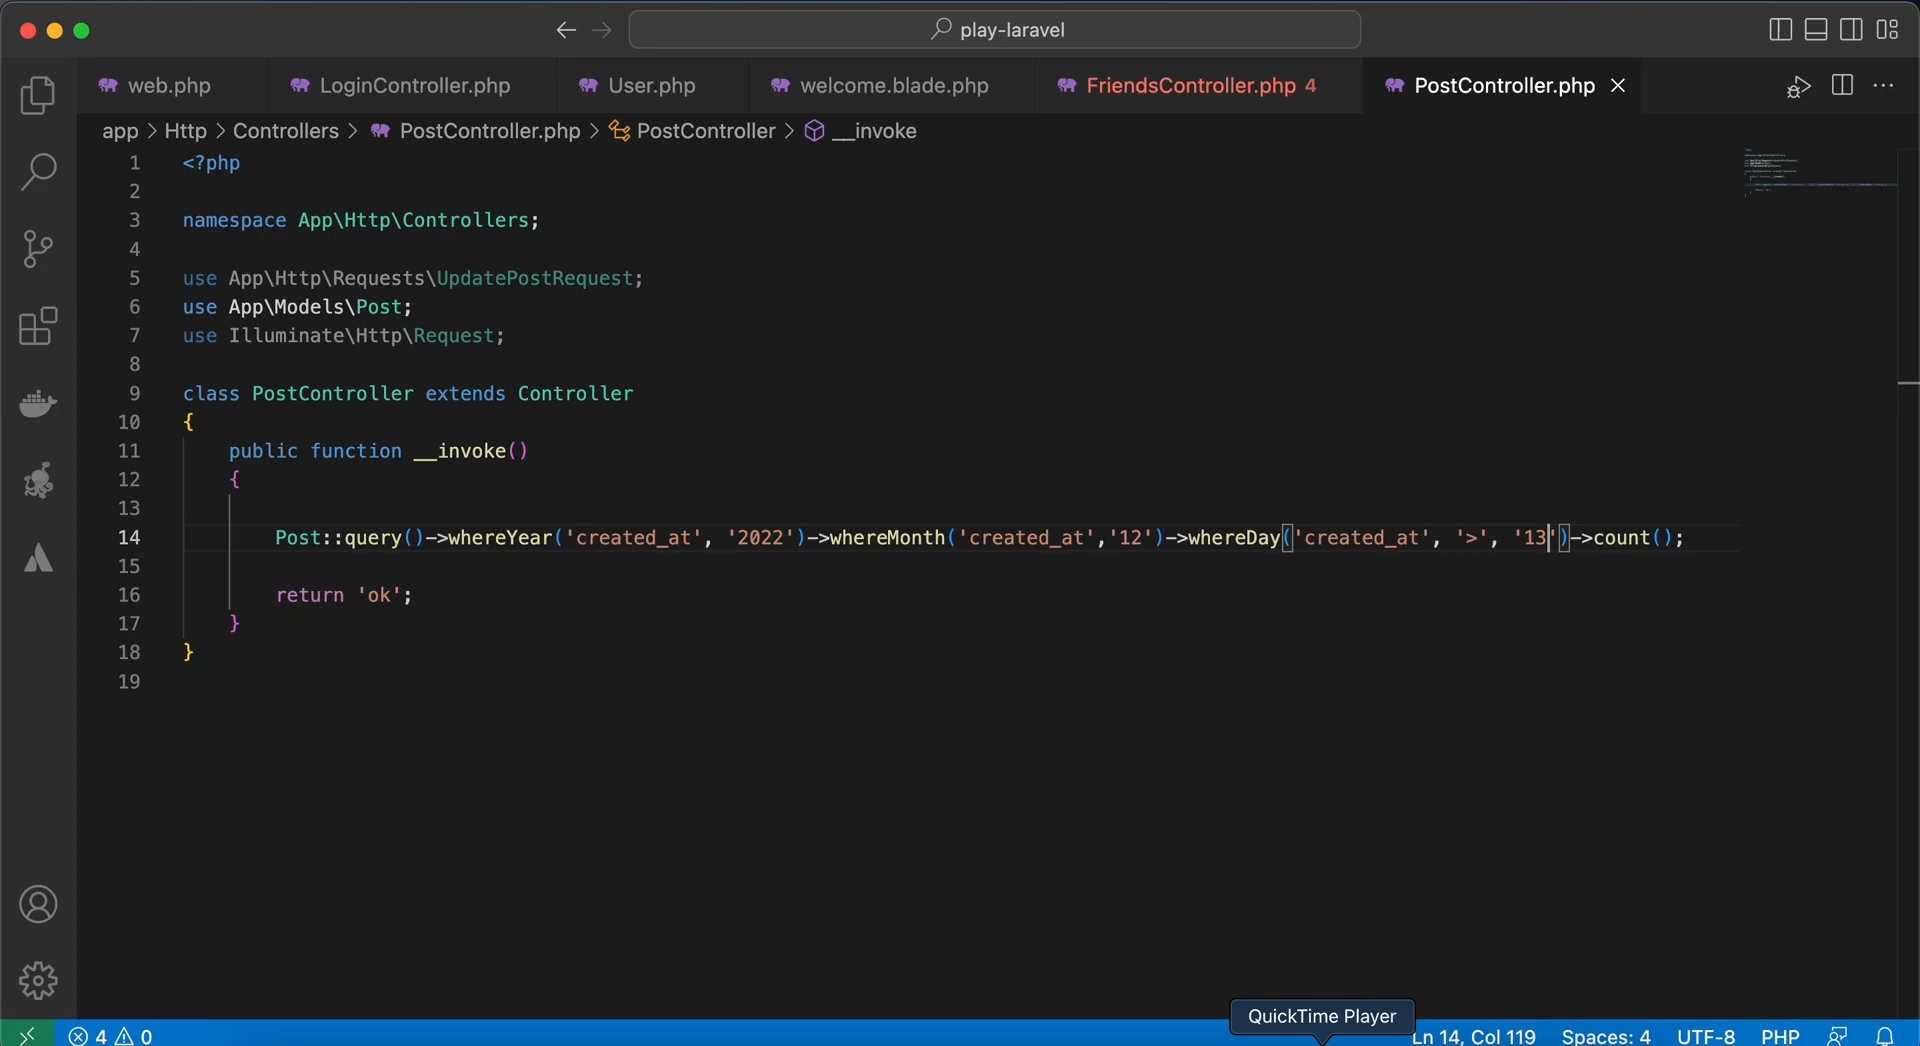 play-laravel
web.php LoginController.php User.php welcome.blade.php FriendsController.php 4 PostController.php
app > Http > Controllers > PostController.php > PostController > __invoke
1 <?php
2
3 namespace App\Http\Controllers;
4
5 use App\Http\Requests\UpdatePostRequest;
6 use App\Models\Post;
7 use Illuminate\Http\Request;
8
9 class PostController extends Controller
10 {
11 public function __invoke()
12 {
13
14 Post::query()->whereYear('created_at', '2022')->whereMonth('created_at','12')->whereDay('created_at', '>', '13')->count();
15
16 return 'ok';
17 }
18 }
19
QuickTime Player
4 0 Ln 14, Col 119 Spaces: 4 UTF-8 PHP